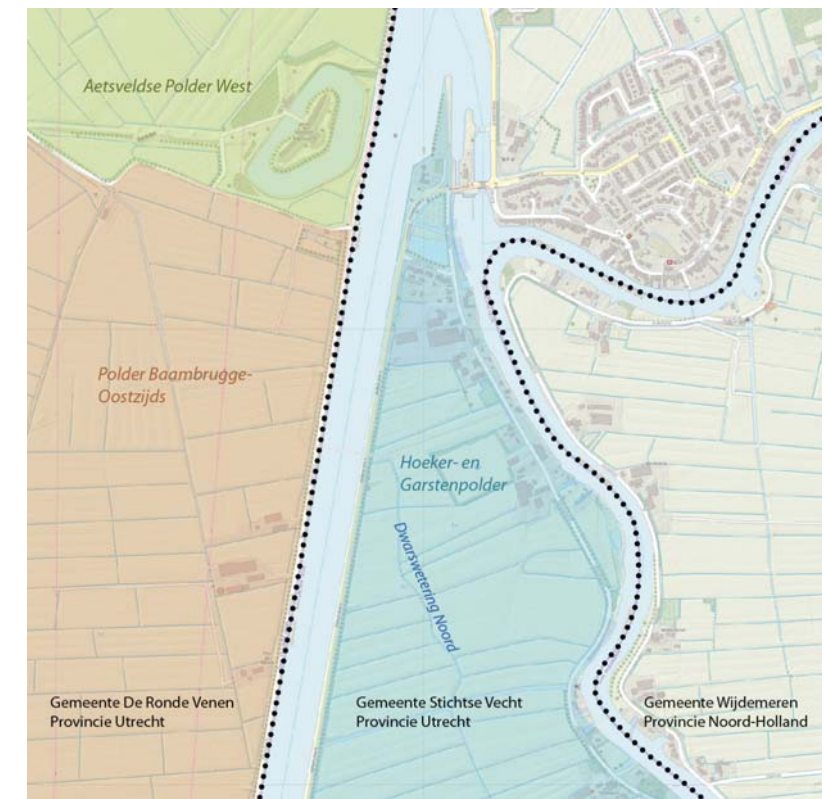 Aetsveldse Polder West
Polder Baambrugge-
Oostzijds
Hoeker- en
Garstenpolder
Dwarswetering Noord
Gemeente De Ronde Venen
Provincie Utrecht
Gemeente Stichtse Vecht
Provincie Utrecht
Gemeente Wijdemeren
Provincie Noord-Holland